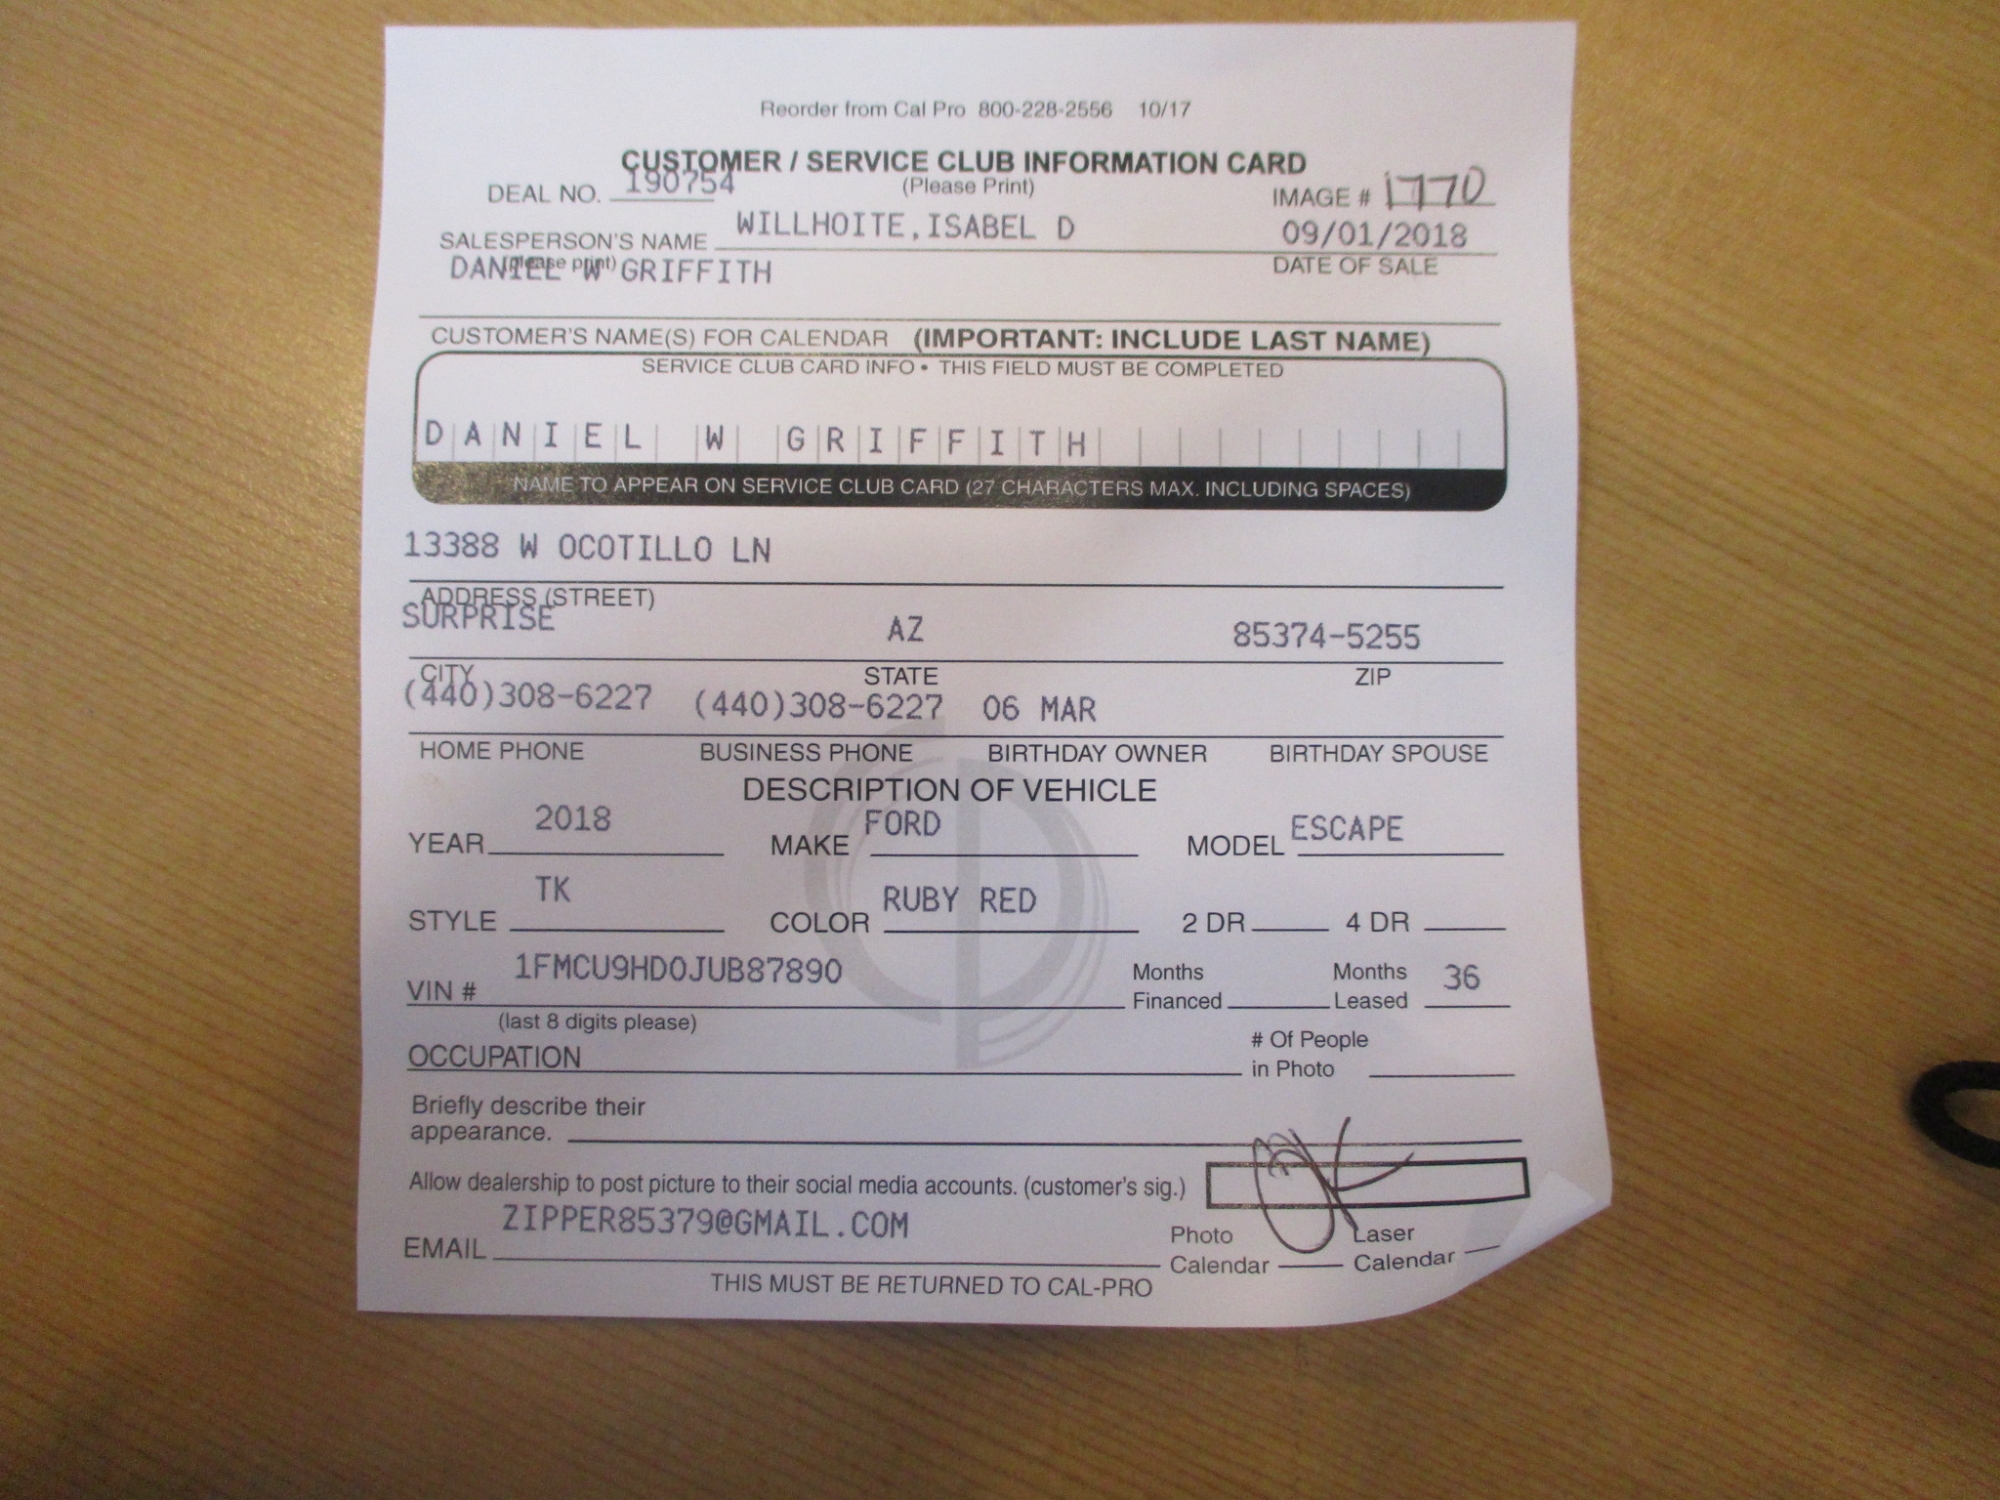 Reorder from Cal Pro 800-228-2556 10/17
CUSTOMER / SERVICE CLUB INFORMATION CARD
DEAL NO. 190754 (Please Print) IMAGE # 1770
SALESPERSON'S NAME WILLHOITE,ISABEL D 09/01/2018
(please print) DATE OF SALE
DANIEL W GRIFFITH
CUSTOMER'S NAME(S) FOR CALENDAR (IMPORTANT: INCLUDE LAST NAME)
SERVICE CLUB CARD INFO • THIS FIELD MUST BE COMPLETED
DANIEL W GRIFFITH
NAME TO APPEAR ON SERVICE CLUB CARD (27 CHARACTERS MAX. INCLUDING SPACES)
13388 W OCOTILLO LN
ADDRESS (STREET)
SURPRISE AZ 85374-5255
CITY STATE ZIP
(440)308-6227 (440)308-6227 06 MAR
HOME PHONE BUSINESS PHONE BIRTHDAY OWNER BIRTHDAY SPOUSE
DESCRIPTION OF VEHICLE
YEAR 2018 MAKE FORD MODEL ESCAPE
STYLE TK COLOR RUBY RED 2 DR 4 DR
VIN # 1FMCU9HD0JUB87890 Months Financed Months Leased 36
(last 8 digits please)
OCCUPATION # Of People in Photo
Briefly describe their
appearance.
Allow dealership to post picture to their social media accounts. (customer's sig.)
EMAIL ZIPPER85379@GMAIL.COM Photo Calendar Laser Calendar
THIS MUST BE RETURNED TO CAL-PRO